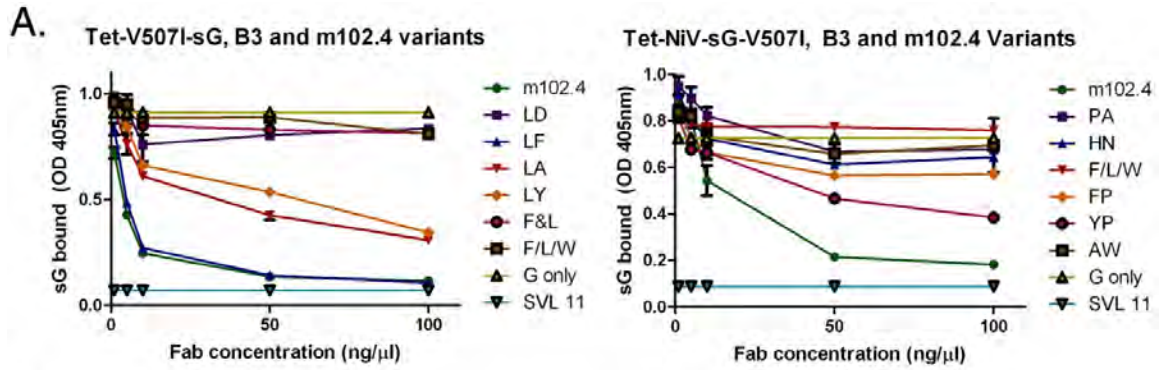 A.
Tet-V507I-sG, B3 and m102.4 variants
sG bound (OD 405nm)
1.0
0.5
0.0
0
50
100
Fab concentration (ng/µl)
m102.4
LD
LF
LA
LY
F&L
F/L/W
G only
SVL 11
Tet-NiV-sG-V507I, B3 and m102.4 Variants
sG bound (OD 405nm)
1.0
0.8
0.6
0.4
0.2
0.0
0
50
100
Fab concentration (ng/µl)
m102.4
PA
HN
F/L/W
FP
YP
AW
G only
SVL 11